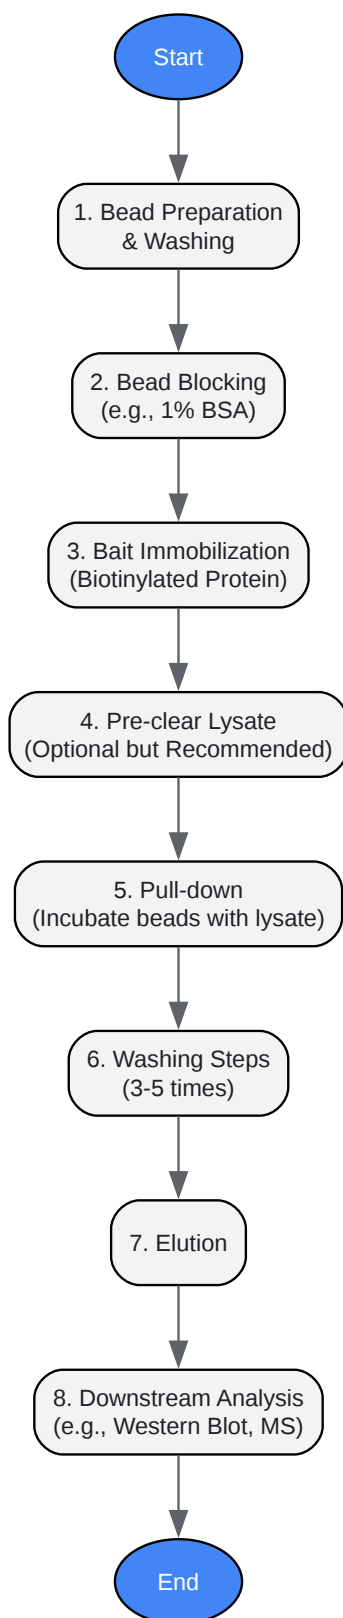 Start
1. Bead Preparation
& Washing
2. Bead Blocking
(e.g., 1% BSA)
3. Bait Immobilization
(Biotinylated Protein)
4. Pre-clear Lysate
(Optional but Recommended)
5. Pull-down
(Incubate beads with lysate)
6. Washing Steps
(3-5 times)
7. Elution
8. Downstream Analysis
(e.g., Western Blot, MS)
End